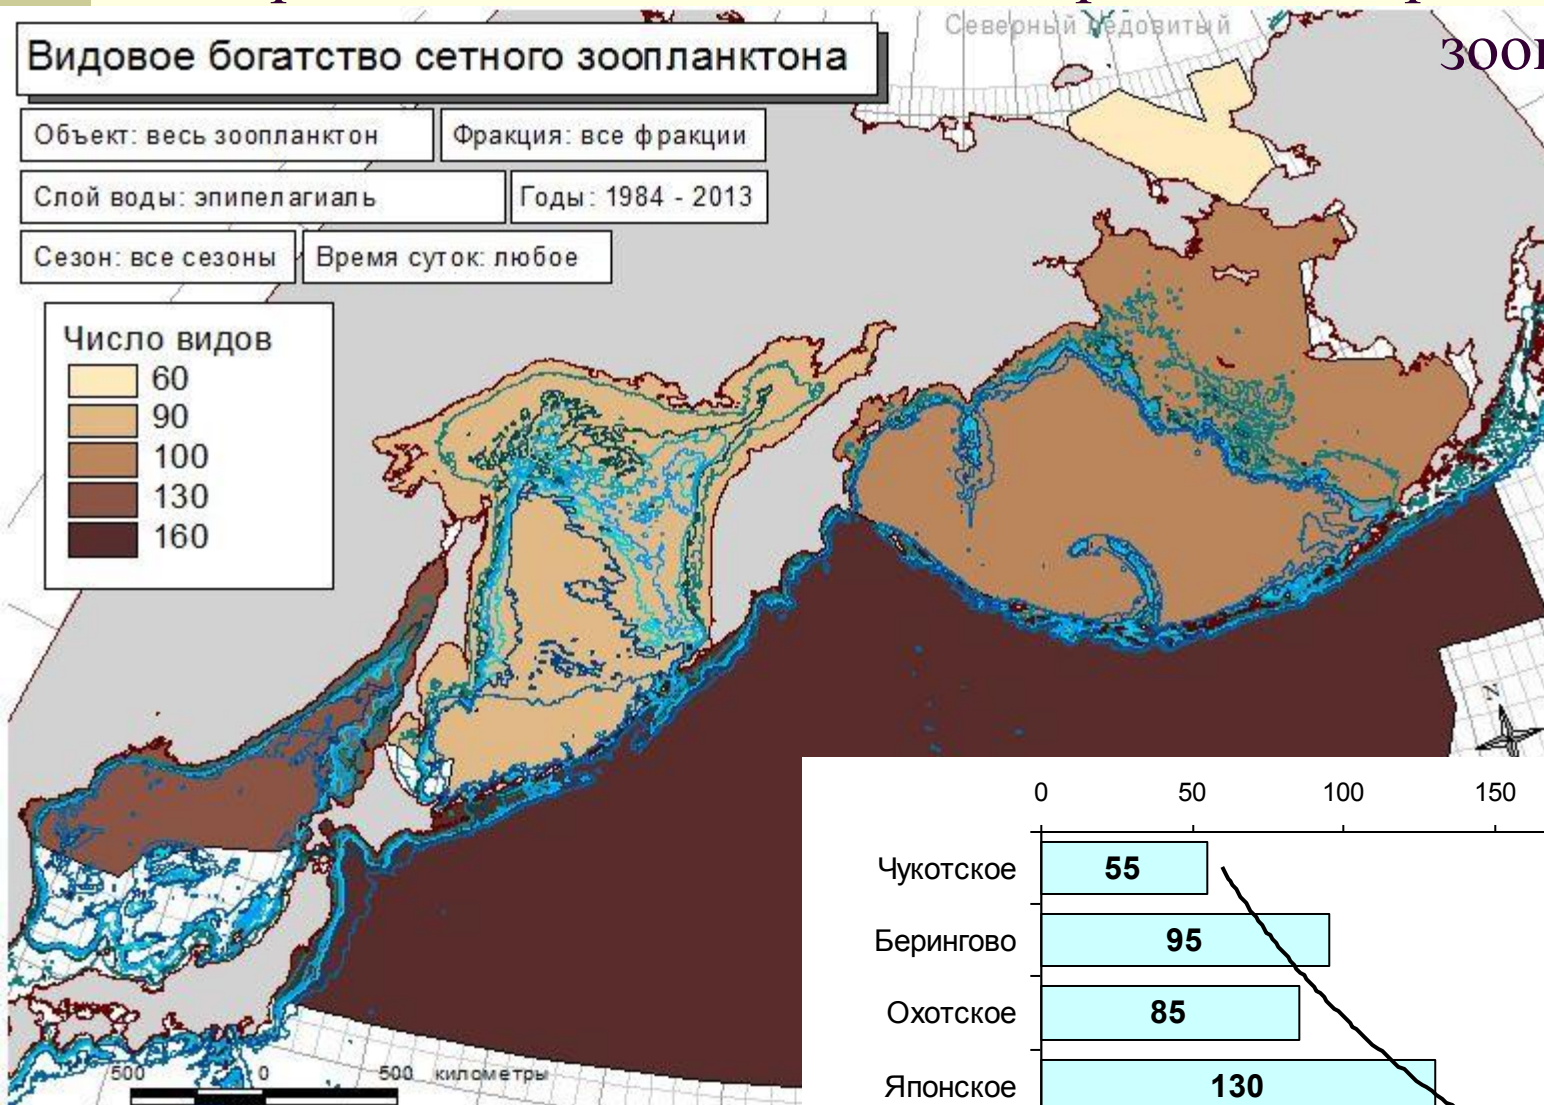 Северный Ледовитый
Видовое богатство сетного зоопланктона
Объект: весь зоопланктон
Фракция: все фракции
Слой воды: эпипелагиаль
Годы: 1984 - 2013
Сезон: все сезоны
Время суток: любое
Число видов
60
90
100
130
160
N
0 50 100 150
Чукотское 55
Берингово 95
Охотское 85
Японское 130
500 0 500 километры